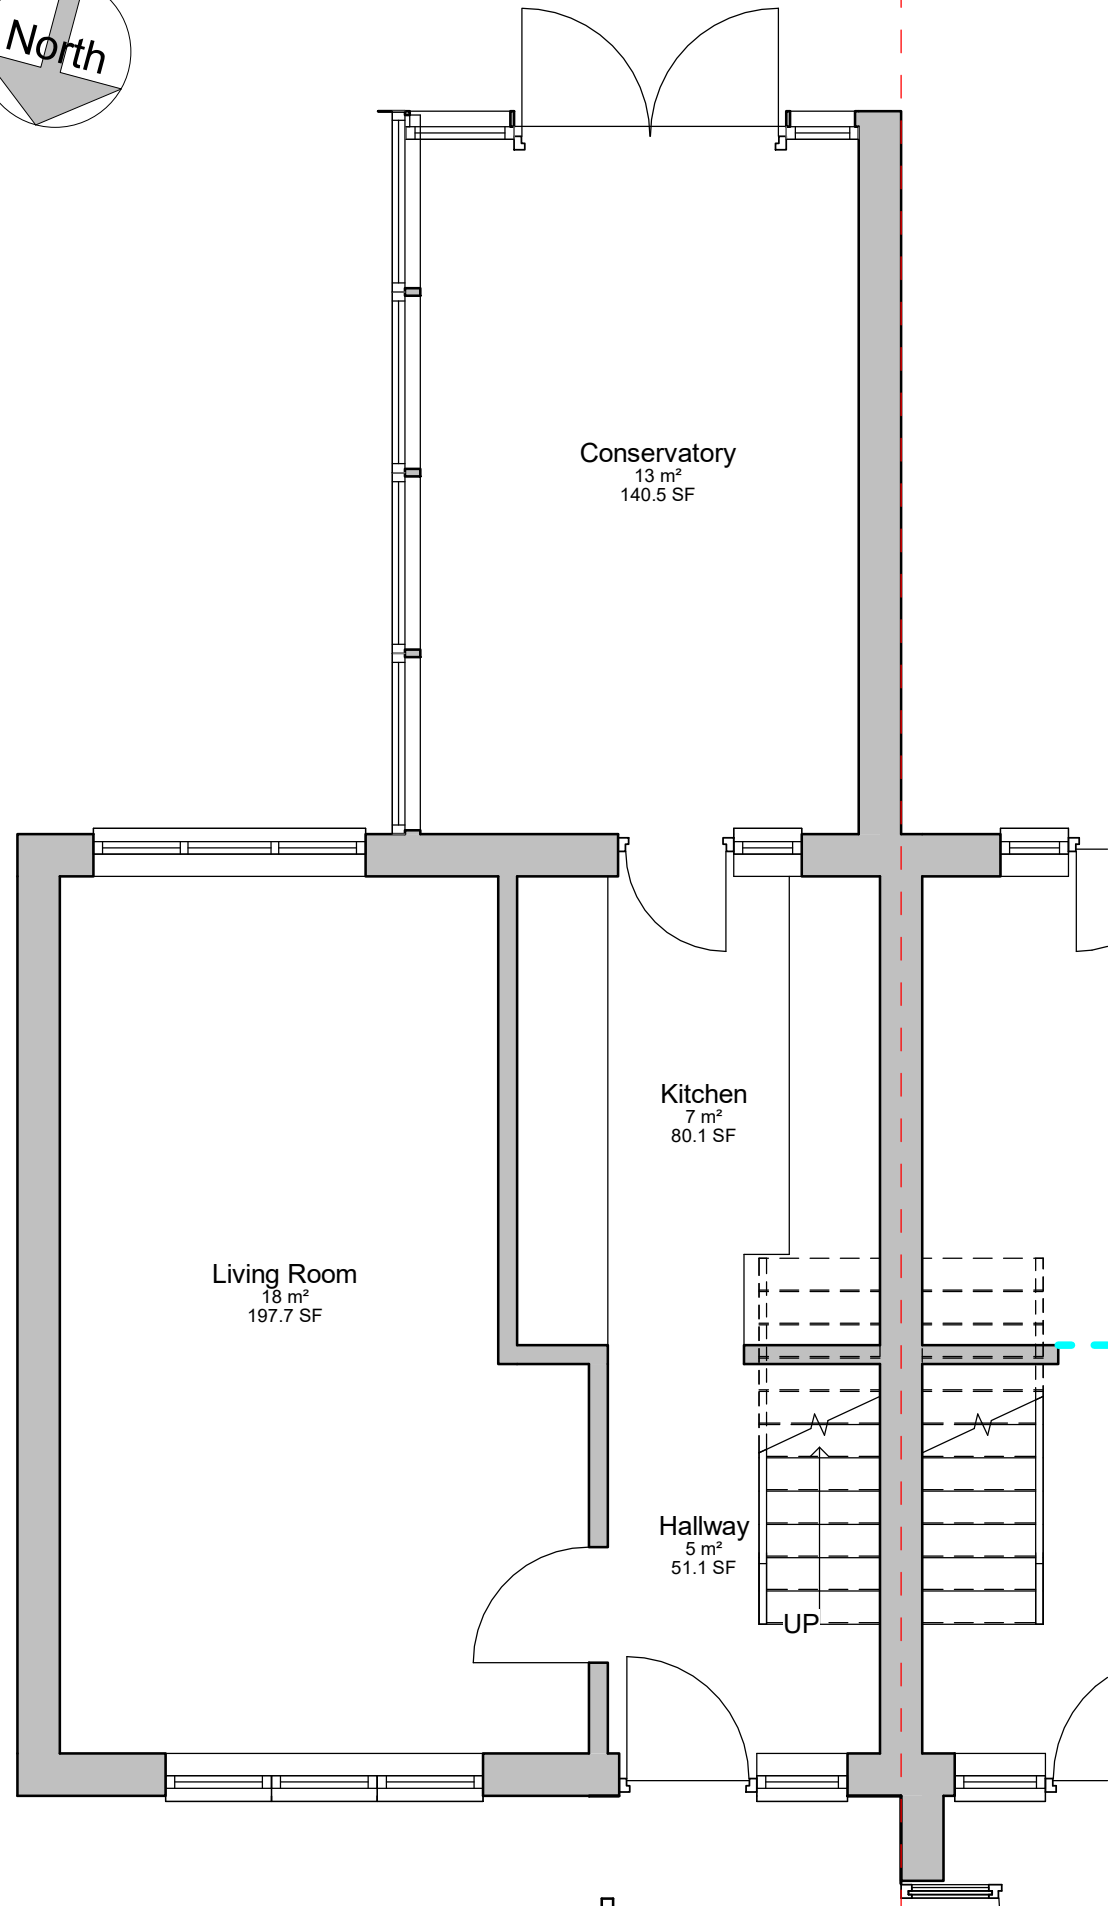 North
Conservatory
13 m²
140.5 SF
Kitchen
7 m²
80.1 SF
Living Room
18 m²
197.7 SF
Hallway
5 m²
51.1 SF
UP